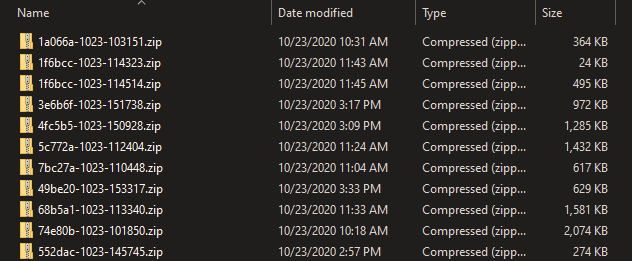 Name Date modified Type Size
1a066a-1023-103151.zip 10/23/2020 10:31 AM Compressed (zipp... 364 KB
1f6bcc-1023-114323.zip 10/23/2020 11:43 AM Compressed (zipp... 24 KB
1f6bcc-1023-114514.zip 10/23/2020 11:45 AM Compressed (zipp... 495 KB
3e6b6f-1023-151738.zip 10/23/2020 3:17 PM Compressed (zipp... 972 KB
4fc5b5-1023-150928.zip 10/23/2020 3:09 PM Compressed (zipp... 1,285 KB
5c772a-1023-112404.zip 10/23/2020 11:24 AM Compressed (zipp... 1,432 KB
7bc27a-1023-110448.zip 10/23/2020 11:04 AM Compressed (zipp... 617 KB
49be20-1023-153317.zip 10/23/2020 3:33 PM Compressed (zipp... 629 KB
68b5a1-1023-113340.zip 10/23/2020 11:33 AM Compressed (zipp... 1,581 KB
74e80b-1023-101850.zip 10/23/2020 10:18 AM Compressed (zipp... 2,074 KB
552dac-1023-145745.zip 10/23/2020 2:57 PM Compressed (zipp... 274 KB